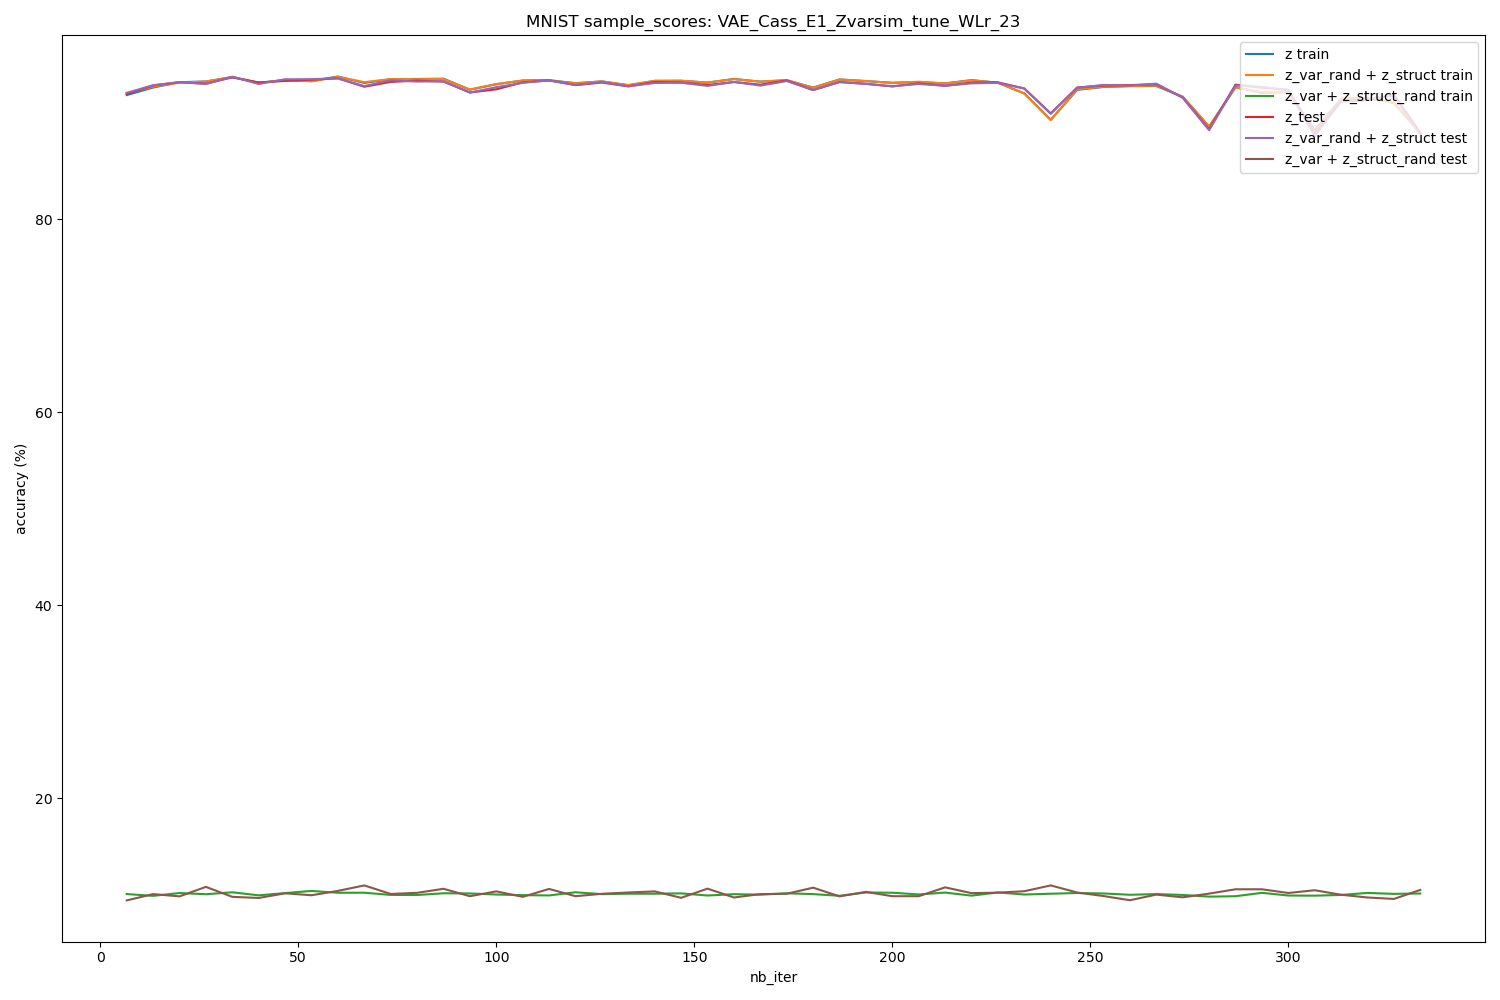 MNIST sample_scores: VAE_Cass_E1_Zvarsim_tune_WLr_23
z train
z_var_rand + z_struct train
z_var + z_struct_rand train
z_test
z_var_rand + z_struct test
z_var + z_struct_rand test
accuracy (%)
80
60
40
20
0
50
100
150
200
250
300
nb_iter